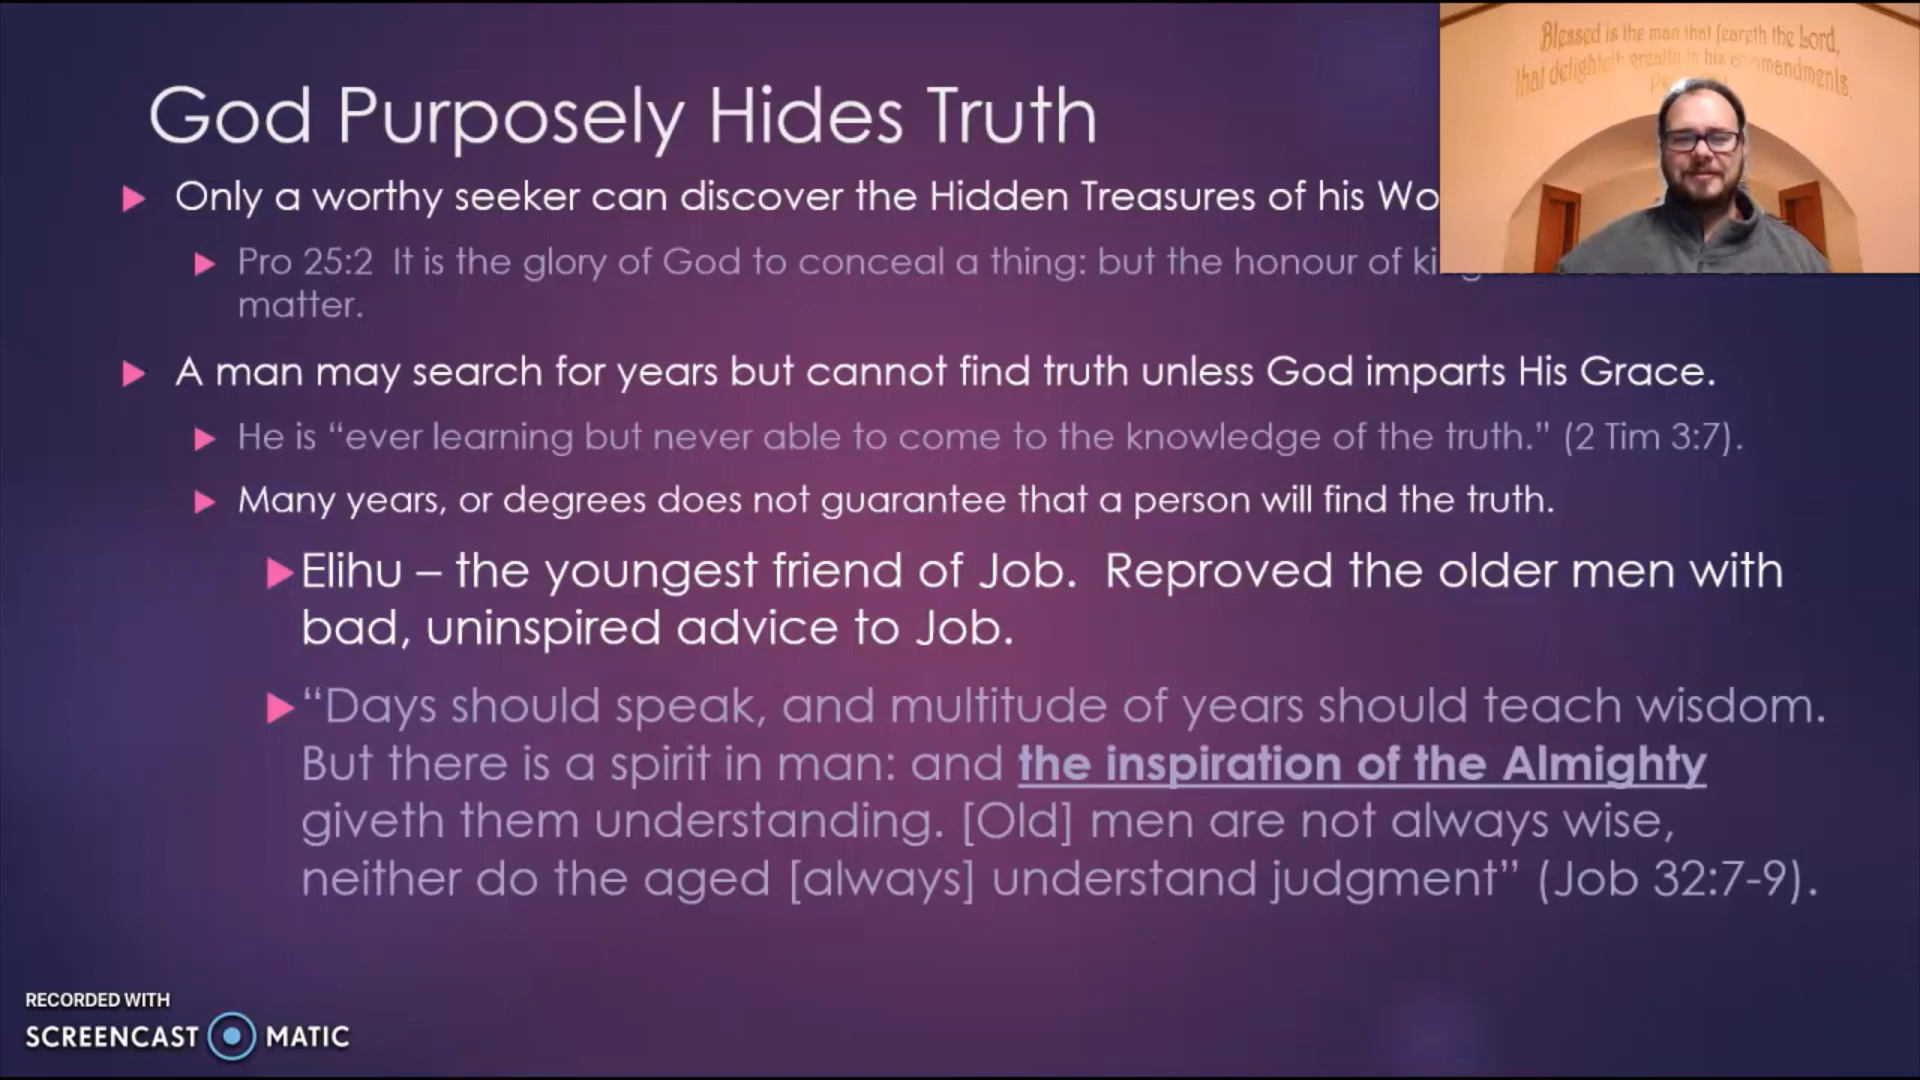 God Purposely Hides Truth
Only a worthy seeker can discover the Hidden Treasures of his
Pro 25:2 It is the glory of God to conceal a thing: but the honour of
matter.
A man may search for years but cannot find truth unless God imparts His Grace.
He is “ever learning but never able to come to the knowledge of the truth.” (2 Tim 3:7).
Many years, or degrees does not guarantee that a person will find the truth.
Elihu – the youngest friend of Job. Reproved the older men with
bad, uninspired advice to Job.
“Days should speak, and multitude of years should teach wisdom.
But there is a spirit in man: and the inspiration of the Almighty
giveth them understanding. [Old] men are not always wise,
neither do the aged [always] understand judgment” (Job 32:7-9).
Blessed is the man that feareth the Lord,
that delighteth greatly in his commandments.
RECORDED WITH
SCREENCAST MATIC